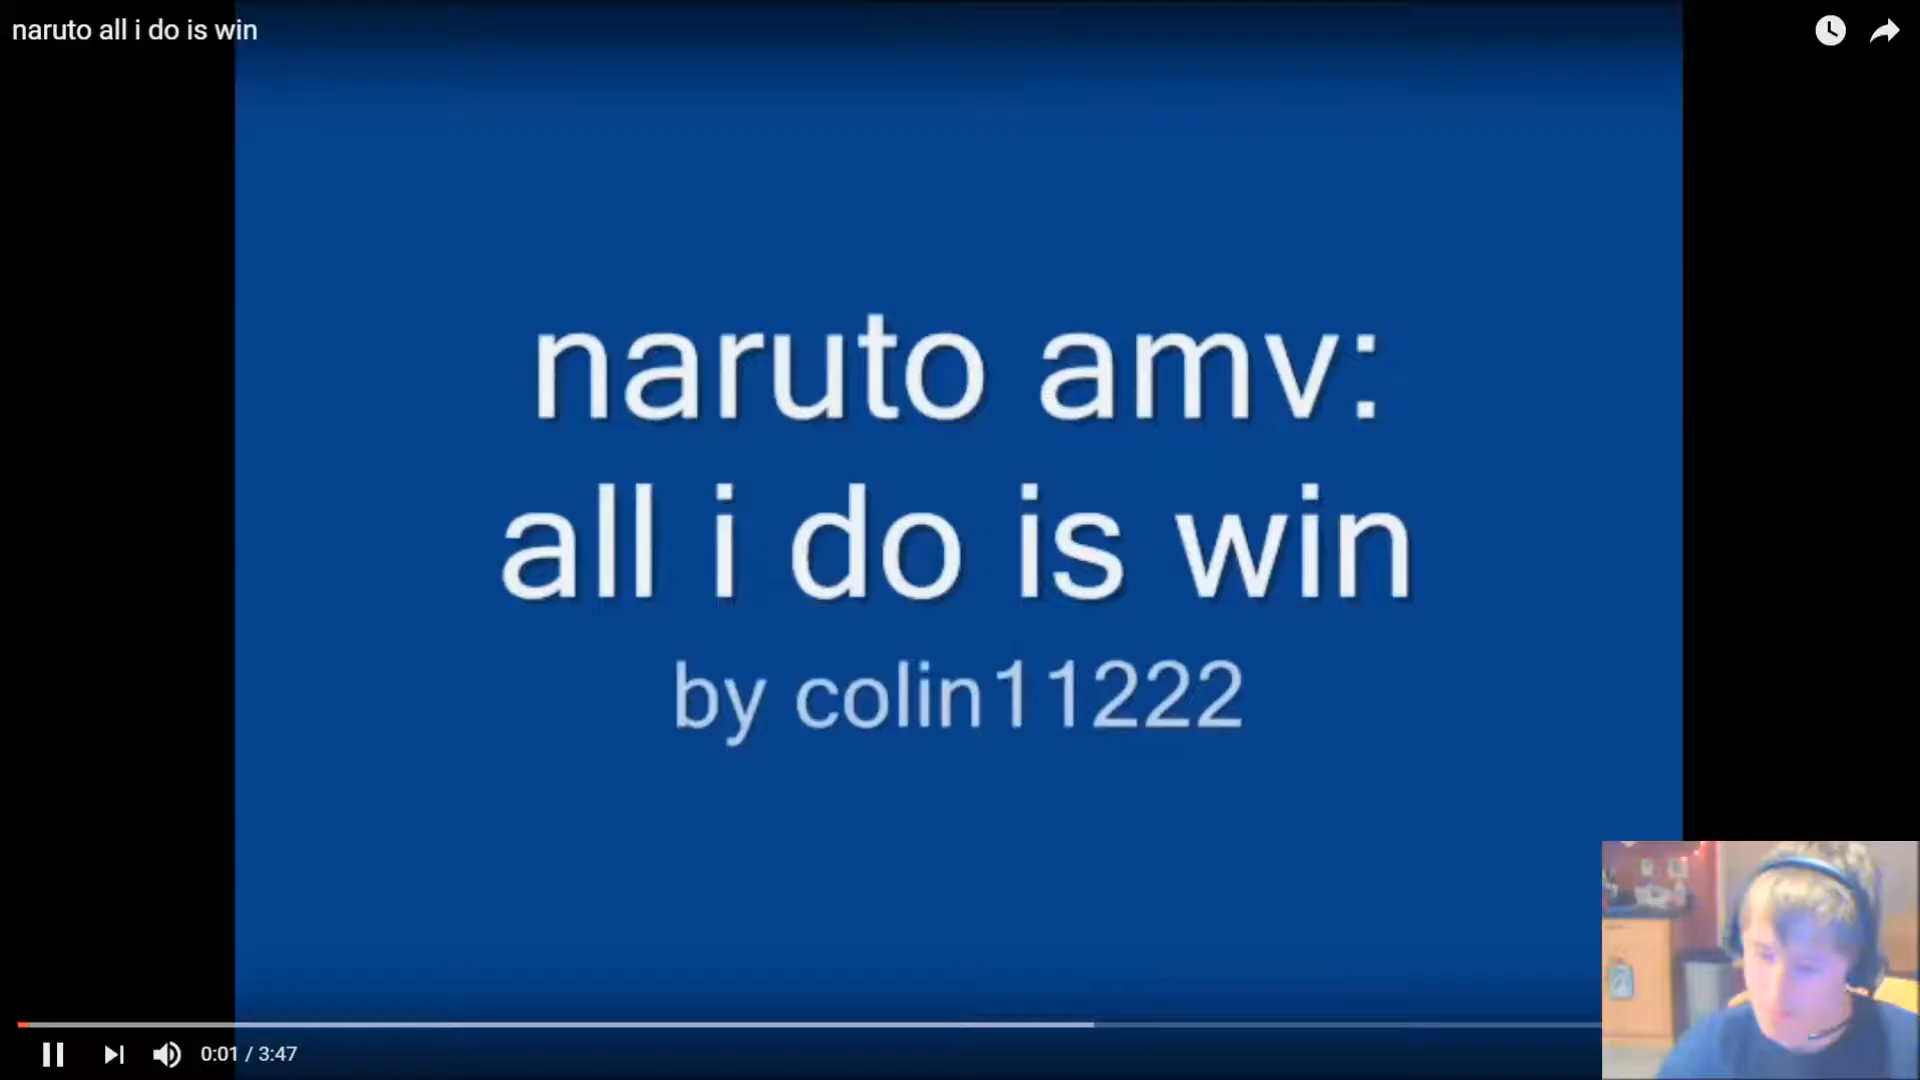 naruto all i do is win
naruto amv:
all i do is win
by colin11222
0:01 / 3:47